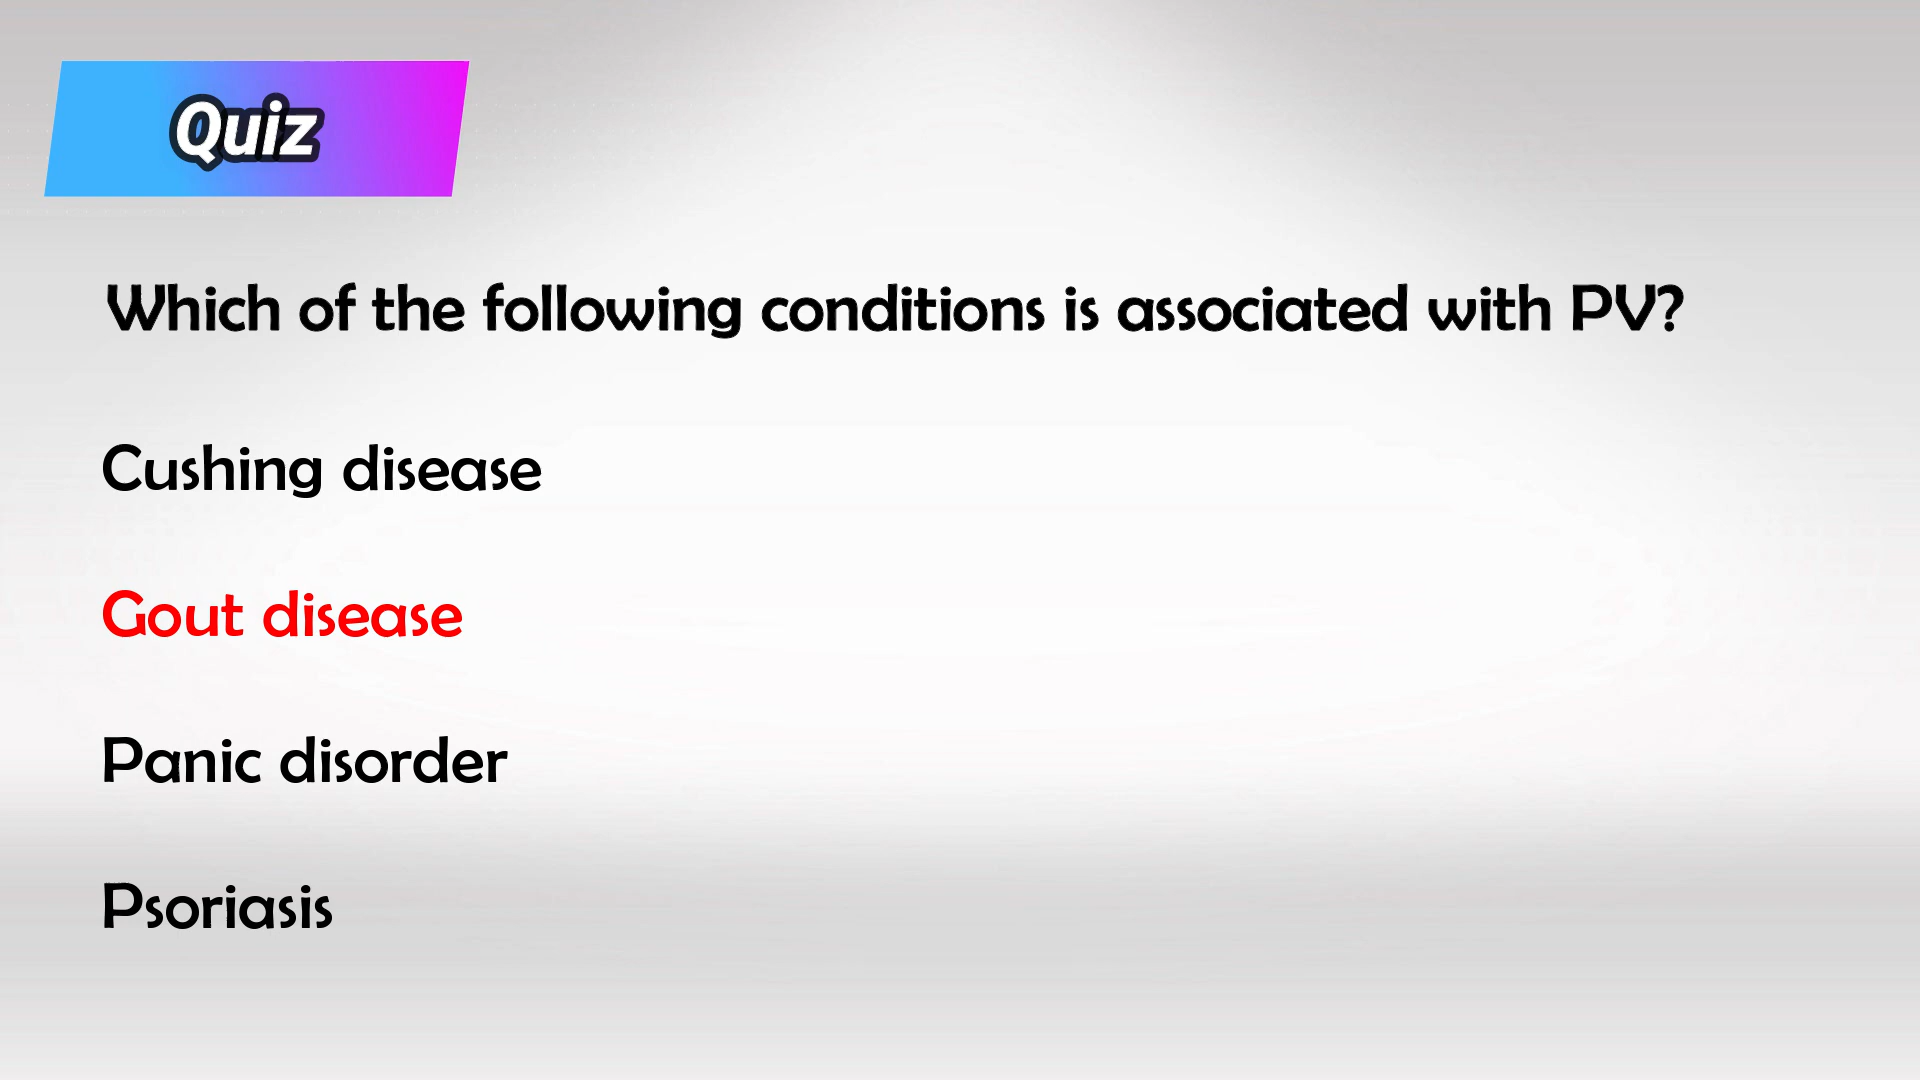 Quiz
Which of the following conditions is associated with PV?
Cushing disease
Gout disease
Panic disorder
Psoriasis